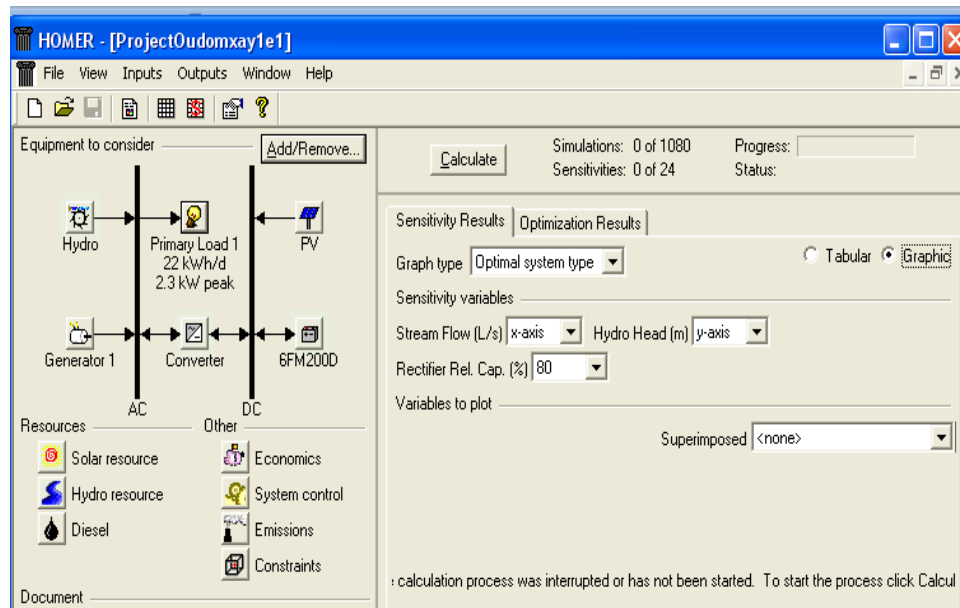 HOMER - [ProjectOudomxay1e1]
File View Inputs Outputs Window Help
Equipment to consider
Add/Remove...
Hydro
Primary Load 1
22 kWh/d
2.3 kW peak
PV
Generator 1
Converter
6FM200D
AC
DC
Resources
Other
Solar resource
Economics
Hydro resource
System control
Diesel
Emissions
Constraints
Document
Calculate
Simulations: 0 of 1080
Progress:
Sensitivities: 0 of 24
Status:
Sensitivity Results
Optimization Results
Graph type Optimal system type
Tabular Graphic
Sensitivity variables
Stream Flow (L/s) x-axis Hydro Head (m) y-axis
Rectifier Rel. Cap. (%) 80
Variables to plot
Superimposed <none>
calculation process was interrupted or has not been started. To start the process click Calcul